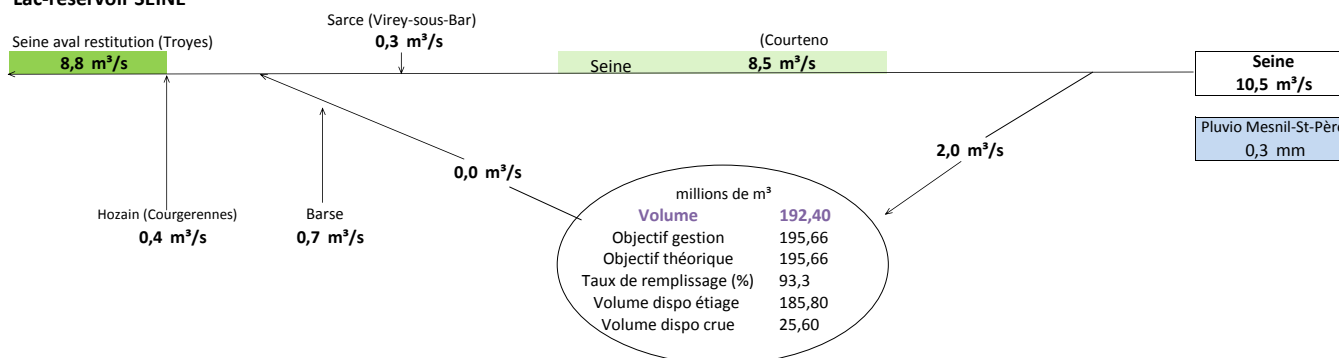 Lac-réservoir SEINE
Sarce (Virey-sous-Bar)
0,3 m³/s
Seine aval restitution (Troyes)
8,8 m³/s
(Courteno
Seine 8,5 m³/s
Seine
10,5 m³/s
Pluvio Mesnil-St-Père
0,3 mm
2,0 m³/s
0,0 m³/s
Hozain (Courgerennes)
0,4 m³/s
Barse
0,7 m³/s
millions de m³
Volume 192,40
Objectif gestion 195,66
Objectif théorique 195,66
Taux de remplissage (%) 93,3
Volume dispo étiage 185,80
Volume dispo crue 25,60